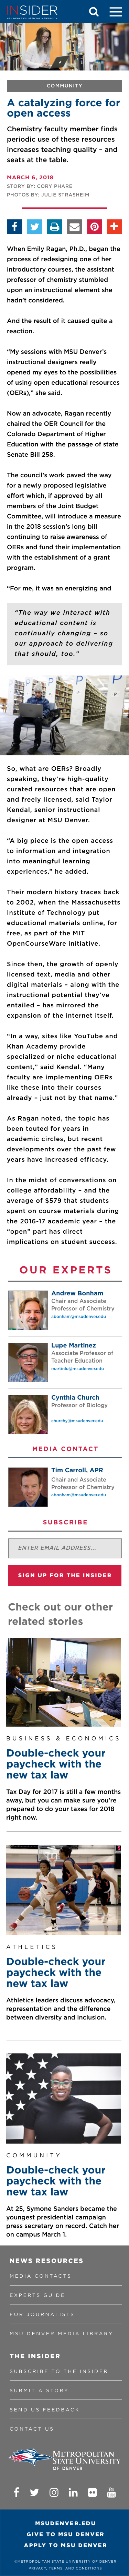 INSIDER
COMMUNITY
A catalyzing force for
open access
Chemistry faculty member finds
periodic use of these resources
increases teaching quality – and
seats at the table.
MARCH 6, 2018
STORY BY: CORY PHARE
PHOTOS BY: JULIE STRASHEIM
When Emily Ragan, Ph.D., began the
process of redesigning one of her
introductory courses, the assistant
professor of chemistry stumbled
upon an instructional element she
hadn't considered.
And the result of it caused quite a
reaction.
"My sessions with MSU Denver's
instructional designers really
opened my eyes to the possibilities
of using open educational resources
(OERs)," she said.
Now an advocate, Ragan recently
chaired the OER Council for the
Colorado Department of Higher
Education with the passage of state
Senate Bill 258.
The council's work paved the way
for a newly proposed legislative
effort which, if approved by all
members of the Joint Budget
Committee, will introduce a measure
in the 2018 session's long bill
continuing to raise awareness of
OERs and fund their implementation
with the establishment of a grant
program.
"For me, it was an energizing and
"The way we interact with
educational content is
continually changing – so
our approach to delivering
that should, too."
So, what are OERs? Broadly
speaking, they're high-quality
curated resources that are open
and freely licensed, said Taylor
Kendal, senior instructional
designer at MSU Denver.
"A big piece is the open access
to information and integration
into meaningful learning
experiences," he added.
Their modern history traces back
to 2002, when the Massachusetts
Institute of Technology put
educational material online, for
free, as part of the MIT
OpenCourseWare initiative.
Since then, the growth of openly
licensed text, media and other
digital materials – along with the
instructional potential they've
yielded – has mirrored the
expansion of the internet itself.
"In a way, sites like YouTube and
Khan Academy provide
specialized or niche educational
content," said Kendal. "Many
faculty are implementing OERs
like these into their courses
already – just not by that name."
As Ragan noted, the topic has
been touted for years in
academic circles, but recent
developments over the past few
years have increased efficacy.
In the midst of conversations on
college affordability – and the
average of $579 that students
spent on course materials during
the 2016-17 academic year – the
"open" part has direct
implications on student success.
OUR EXPERTS
Andrew Bonham
Chair and Associate
Professor of Chemistry
abonham@msudenver.edu
Lupe Martinez
Associate Professor of
Teacher Education
martinlu@msudenver.edu
Cynthia Church
Professor of Biology
churchy@msudenver.edu
MEDIA CONTACT
Tim Carroll, APR
Chair and Associate
Professor of Chemistry
abonham@msudenver.edu
SUBSCRIBE
ENTER EMAIL ADDRESS...
SIGN UP FOR THE INSIDER
Check out our other
related stories
BUSINESS & ECONOMICS
Double-check your
paycheck with the
new tax law
Tax Day for 2017 is still a few months
away, but you can make sure you're
prepared to do your taxes for 2018
right now.
ATHLETICS
Double-check your
paycheck with the
new tax law
Athletics leaders discuss advocacy,
representation and the difference
between diversity and inclusion.
COMMUNITY
Double-check your
paycheck with the
new tax law
At 25, Symone Sanders became the
youngest presidential campaign
press secretary on record. Catch her
on campus March 1.
NEWS RESOURCES
MEDIA CONTACTS
EXPERTS GUIDE
FOR JOURNALISTS
MSU DENVER MEDIA LIBRARY
THE INSIDER
SUBSCRIBE TO THE INSIDER
SUBMIT A STORY
SEND US FEEDBACK
CONTACT US
METROPOLITAN
STATE UNIVERSITY
OF DENVER
MSUDENVER.EDU
GIVE TO MSU DENVER
APPLY TO MSU DENVER
©METROPOLITAN STATE UNIVERSITY OF DENVER
PRIVACY, TERMS, AND CONDITIONS